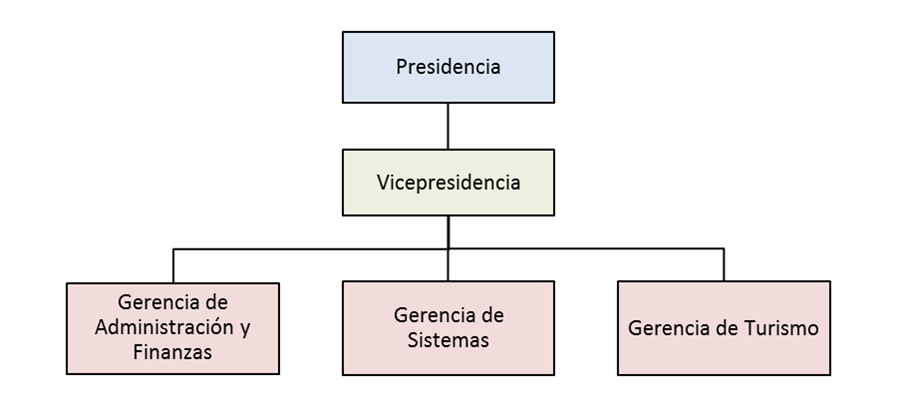 Presidencia
Vicepresidencia
Gerencia de
Administración y
Finanzas
Gerencia de
Sistemas
Gerencia de Turismo